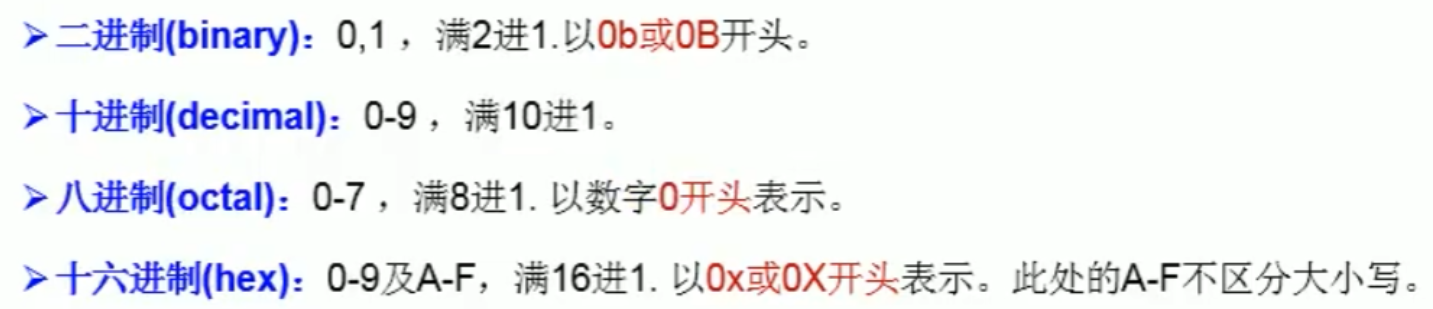 ➢二进制(binary)：0,1 ，满2进1.以0b或0B开头。
➢十进制(decimal)：0-9 ，满10进1。
➢八进制(octal)：0-7 ，满8进1. 以数字0开头表示。
➢十六进制(hex)：0-9及A-F，满16进1. 以0x或0X开头表示。此处的A-F不区分大小写。